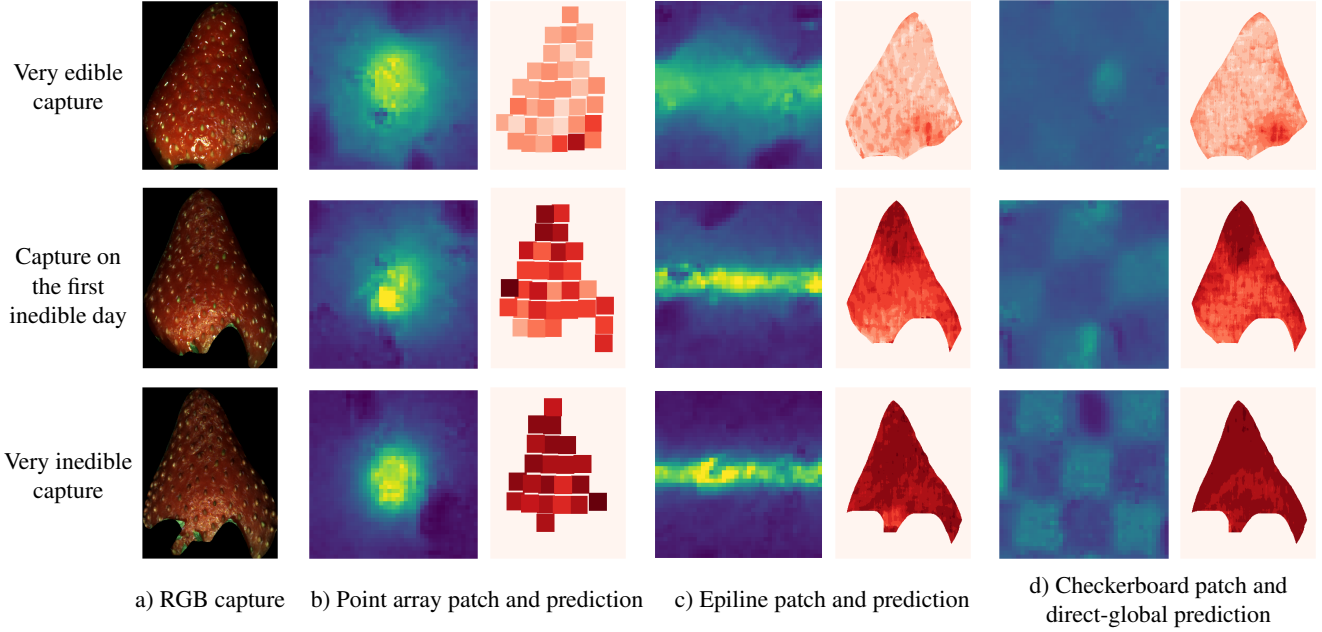 Very edible
capture
Capture on
the first
inedible day
Very inedible
capture
a) RGB capture
b) Point array patch and prediction
c) Epiline patch and prediction
d) Checkerboard patch and
direct-global prediction